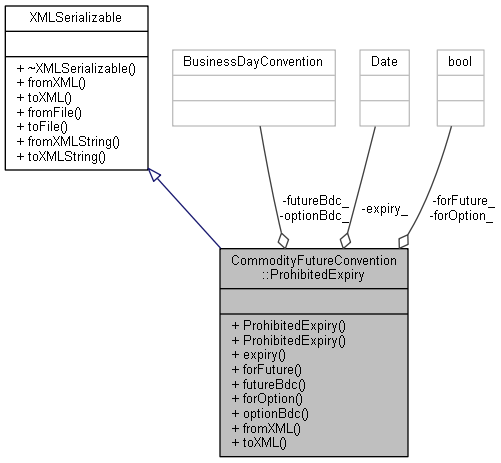 XMLSerializable
+ ~XMLSerializable()
+ fromXML()
+ toXML()
+ fromFile()
+ toFile()
+ fromXMLString()
+ toXMLString()
BusinessDayConvention
Date
bool
-futureBdc_
-optionBdc_
-expiry_
-forFuture_
-forOption_
CommodityFutureConvention
::ProhibitedExpiry
+ ProhibitedExpiry()
+ ProhibitedExpiry()
+ expiry()
+ forFuture()
+ futureBdc()
+ forOption()
+ optionBdc()
+ fromXML()
+ toXML()